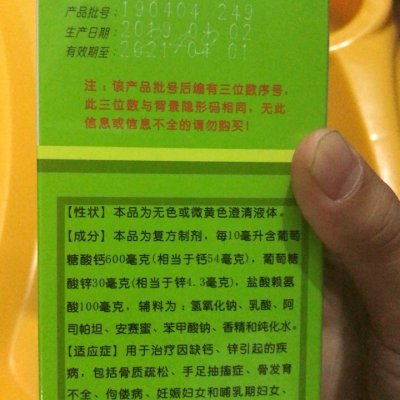 产品批号: 190404 249
生产日期: 2019 04 02
有效期至: 2021/04 01
注：该产品批号后编有三位数序号，
此三位数与背景隐形码相同，无此
信息或信息不全的请勿购买！
【性状】本品为无色或微黄色澄清液体。
【成分】本品为复方制剂，每10毫升含葡萄
糖酸钙600毫克(相当于钙54毫克)，葡萄糖
酸锌30毫克(相当于锌4.3毫克)，盐酸赖氨
酸100毫克，辅料为：氢氧化钠、乳酸、阿
司帕坦、安赛蜜、苯甲酸钠、香精和纯化水。
【适应症】用于治疗因缺钙、锌引起的疾
病，包括骨质疏松、手足抽搐症、骨发育
不全、佝偻病、妊娠妇女和哺乳期妇女、